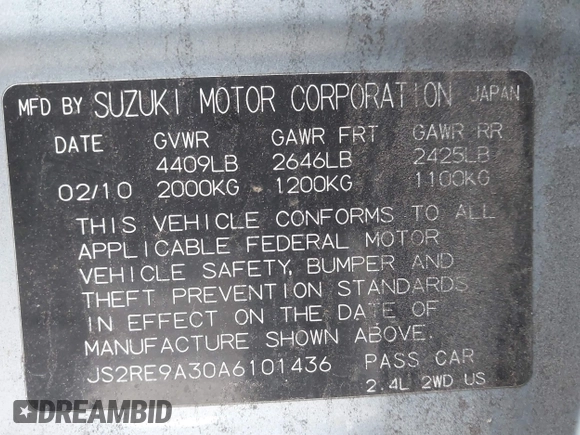 MFD BY SUZUKI MOTOR CORPORATION JAPAN
DATE GVWR GAWR FRT GAWR RR
4409LB 2646LB 2425LB
02/10 2000KG 1200KG 1100KG
THIS VEHICLE CONFORMS TO ALL
APPLICABLE FEDERAL MOTOR
VEHICLE SAFETY, BUMPER AND
THEFT PREVENTION STANDARDS
IN EFFECT ON THE DATE OF
MANUFACTURE SHOWN ABOVE.
JS2RE9A30A6101436 PASS CAR
2.4L 2WD US
DREAMBID